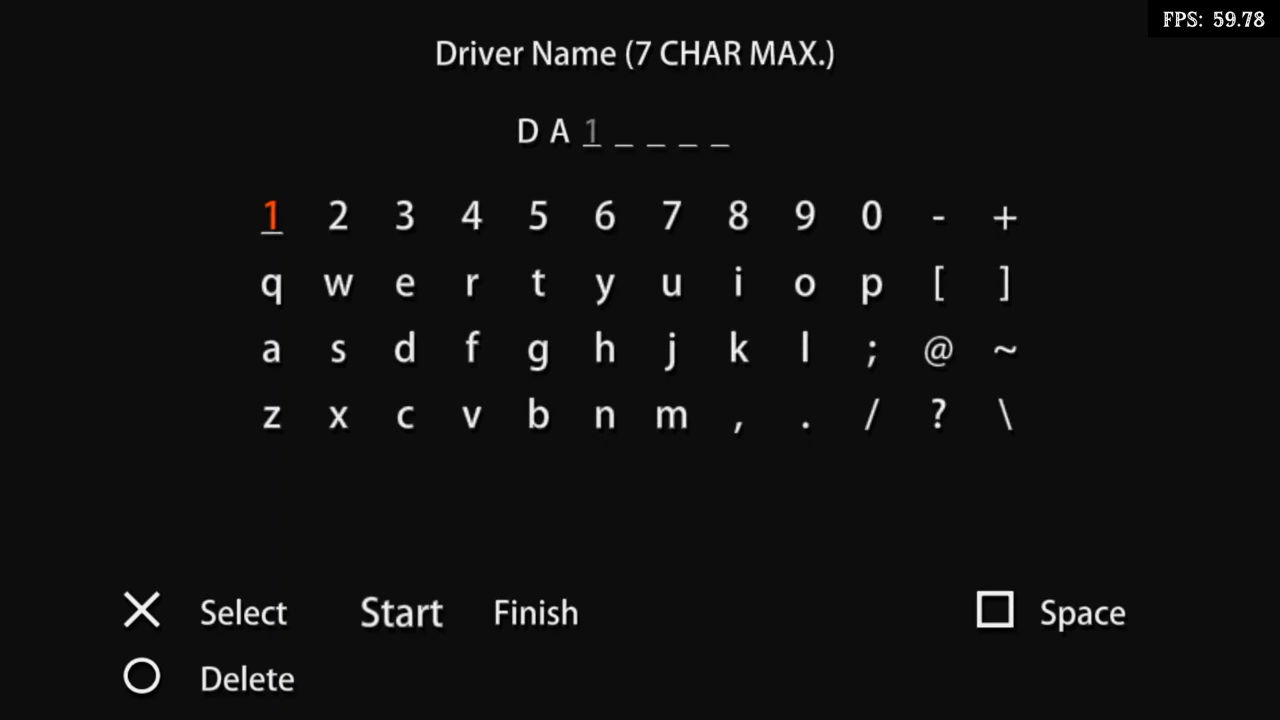 FPS: 59.78
Driver Name (7 CHAR MAX.)
D A 1 _ _ _ _
1 2 3 4 5 6 7 8 9 0 - +
q w e r t y u i o p [ ]
a s d f g h j k l ; @ ~
z x c v b n m , . / ? \
Select Start Finish Space
Delete